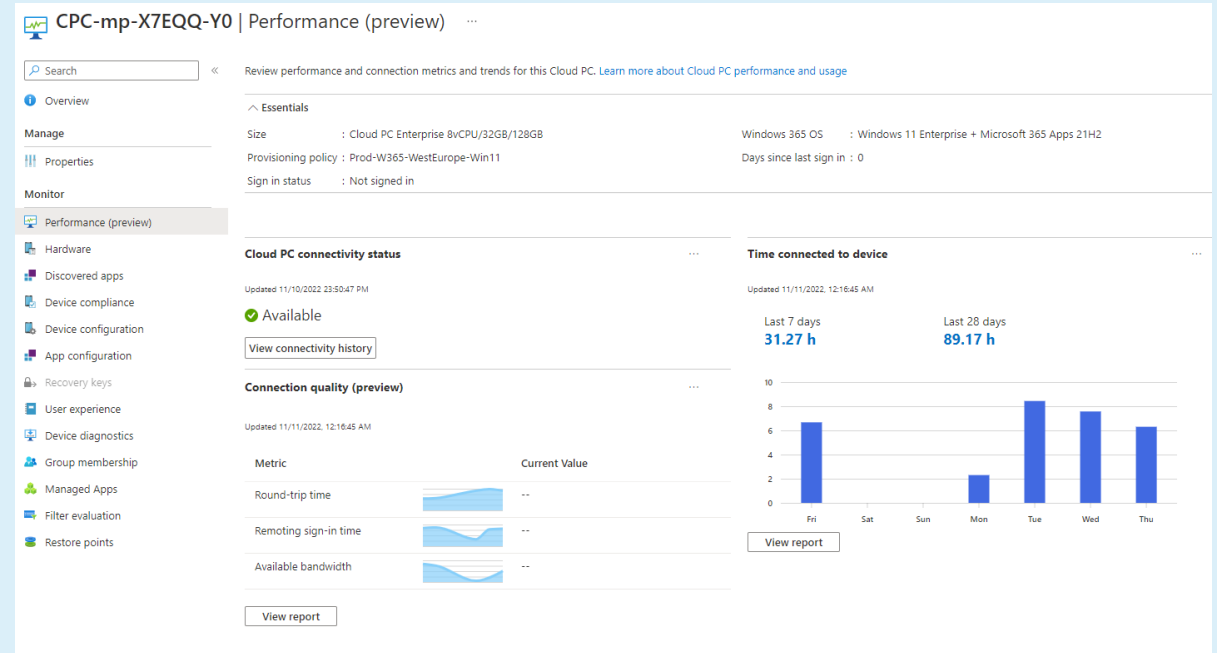 CPC-mp-X7EQQ-Y0 | Performance (preview) ···
Search «
Overview
Manage
Properties
Monitor
Performance (preview)
Hardware
Discovered apps
Device compliance
Device configuration
App configuration
Recovery keys
User experience
Device diagnostics
Group membership
Managed Apps
Filter evaluation
Restore points
Review performance and connection metrics and trends for this Cloud PC. Learn more about Cloud PC performance and usage
Essentials
Size : Cloud PC Enterprise 8vCPU/32GB/128GB
Provisioning policy : Prod-W365-WestEurope-Win11
Sign in status : Not signed in
Windows 365 OS : Windows 11 Enterprise + Microsoft 365 Apps 21H2
Days since last sign in : 0
Cloud PC connectivity status ···
Updated 11/10/2022 23:50:47 PM
Available
View connectivity history
Connection quality (preview) ···
Updated 11/11/2022, 12:16:45 AM
Metric Current Value
Round-trip time --
Remoting sign-in time --
Available bandwidth --
View report
Time connected to device ···
Updated 11/11/2022, 12:16:45 AM
Last 7 days Last 28 days
31.27 h 89.17 h
10
8
6
4
2
0
Fri Sat Sun Mon Tue Wed Thu
View report